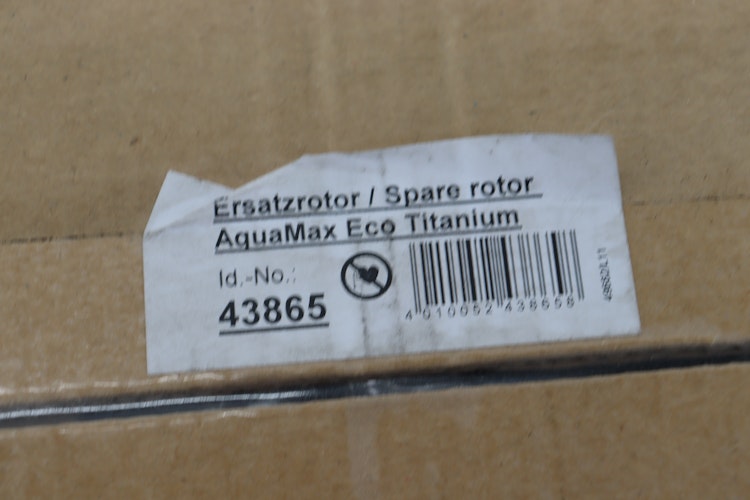 Ersatzrotor / Spare rotor
AquaMax Eco Titanium
Id.-No.:
43865
4 010052 438658